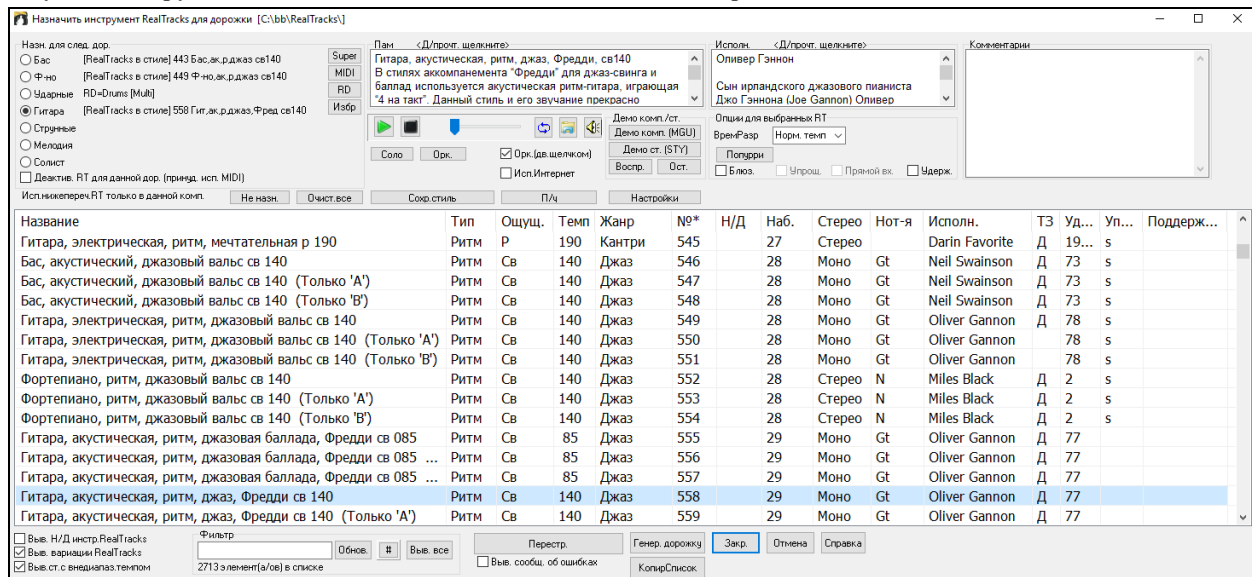 Назначить инструмент RealTracks для дорожки [C:\bb\RealTracks\]
Назн. для след. дор.
Бас [RealTracks в стиле] 443 Бас,ак,р,джаз св140
Ф-но [RealTracks в стиле] 449 Ф-но,ак,р,джаз св140
Ударные RD=Drums [Multi]
Гитара [RealTracks в стиле] 558 Гит,ак,р,джаз,Фред св140
Струнные
Мелодия
Солист
Деактив. RT для данной дор. (принуд. исп. MIDI)
Super
MIDI
RD
Избр
Исп.нижепереч.RT только в данной комп. Не назн. Очист.все Сохр.стиль П/ч Настройки
Пам <Д/прочт. щелкните>
Гитара, акустическая, ритм, джаз, Фредди, св140
В стилях аккомпанемента "Фредди" для джаз-свинга и
баллад используется акустическая ритм-гитара, играющая
"4 на такт". Данный стиль и его звучание прекрасно
Соло Орк. Орк.(дв.щелчком)
Исп.Интернет
Демо комп./ст.
Демо комп. (MGU)
Демо ст. (STY)
Воспр. Ост.
Исполн. <Д/прочт. щелкните>
Оливер Гэннон
Сын ирландского джазового пианиста
Джо Гэннона (Joe Gannon) Оливер
Опции для выбранных RT
ВремРазр Норм. темп
Попурри
Блюз. Упрощ. Прямой вх. Удерж.
Комментарии
Название Тип Ощущ. Темп Жанр №* Н/Д Наб. Стерео Нот-я Исполн. ТЗ Уд... Уп... Поддерж...
Гитара, электрическая, ритм, мечтательная р 190 Ритм Р 190 Кантри 545 27 Стерео Darin Favorite Д 19... s
Бас, акустический, джазовый вальс св 140 Ритм Св 140 Джаз 546 28 Моно Gt Neil Swainson Д 73 s
Бас, акустический, джазовый вальс св 140 (Только 'A') Ритм Св 140 Джаз 547 28 Моно Gt Neil Swainson Д 73 s
Бас, акустический, джазовый вальс св 140 (Только 'B') Ритм Св 140 Джаз 548 28 Моно Gt Neil Swainson Д 73 s
Гитара, электрическая, ритм, джазовый вальс св 140 Ритм Св 140 Джаз 549 28 Моно Gt Oliver Gannon Д 78 s
Гитара, электрическая, ритм, джазовый вальс св 140 (Только 'A') Ритм Св 140 Джаз 550 28 Моно Gt Oliver Gannon 78 s
Гитара, электрическая, ритм, джазовый вальс св 140 (Только 'B') Ритм Св 140 Джаз 551 28 Моно Gt Oliver Gannon 78 s
Фортепиано, ритм, джазовый вальс св 140 Ритм Св 140 Джаз 552 28 Стерео N Miles Black Д 2 s
Фортепиано, ритм, джазовый вальс св 140 (Только 'A') Ритм Св 140 Джаз 553 28 Стерео N Miles Black Д 2 s
Фортепиано, ритм, джазовый вальс св 140 (Только 'B') Ритм Св 140 Джаз 554 28 Стерео N Miles Black Д 2 s
Гитара, акустическая, ритм, джазовая баллада, Фредди св 085 Ритм Св 85 Джаз 555 29 Моно Gt Oliver Gannon Д 77
Гитара, акустическая, ритм, джазовая баллада, Фредди св 085 ... Ритм Св 85 Джаз 556 29 Моно Gt Oliver Gannon Д 77
Гитара, акустическая, ритм, джазовая баллада, Фредди св 085 ... Ритм Св 85 Джаз 557 29 Моно Gt Oliver Gannon Д 77
Гитара, акустическая, ритм, джаз, Фредди св 140 Ритм Св 140 Джаз 558 29 Моно Gt Oliver Gannon Д 77
Гитара, акустическая, ритм, джаз, Фредди св 140 (Только 'A') Ритм Св 140 Джаз 559 29 Моно Gt Oliver Gannon Д 77
Выв. Н/Д инстр.RealTracks
Выв. вариации RealTracks
Выв.ст.с внедиапаз.темпом
Фильтр
Обнов. # Выв. все
2713 элемент(а/ов) в списке
Перестр. Генер. дорожку Закр. Отмена Справка
Выв. сообщ. об ошибках КопирСписок